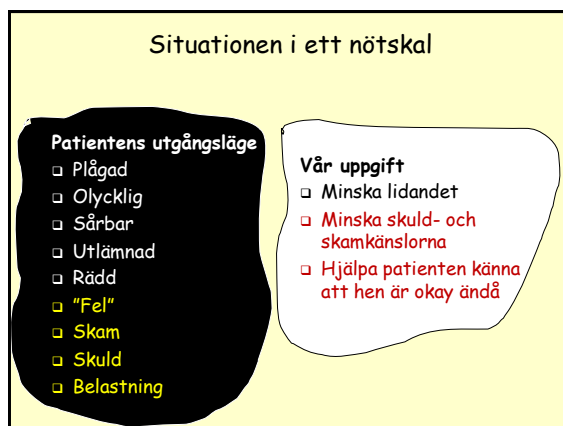 Situationen i ett nötskal
Patientens utgångsläge
❑ Plågad
❑ Olycklig
❑ Sårbar
❑ Utlämnad
❑ Rädd
❑ ”Fel”
❑ Skam
❑ Skuld
❑ Belastning
Vår uppgift
❑ Minska lidandet
❑ Minska skuld- och
skamkänslorna
❑ Hjälpa patienten känna
att hen är okay ändå